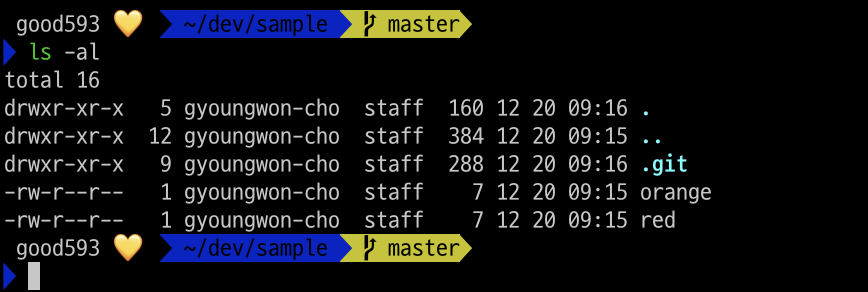 good593 💛 ~/dev/sample master
ls -al
total 16
drwxr-xr-x   5 gyoungwon-cho  staff  160 12 20 09:16 .
drwxr-xr-x  12 gyoungwon-cho  staff  384 12 20 09:15 ..
drwxr-xr-x   9 gyoungwon-cho  staff  288 12 20 09:16 .git
-rw-r--r--   1 gyoungwon-cho  staff    7 12 20 09:15 orange
-rw-r--r--   1 gyoungwon-cho  staff    7 12 20 09:15 red
good593 💛 ~/dev/sample master